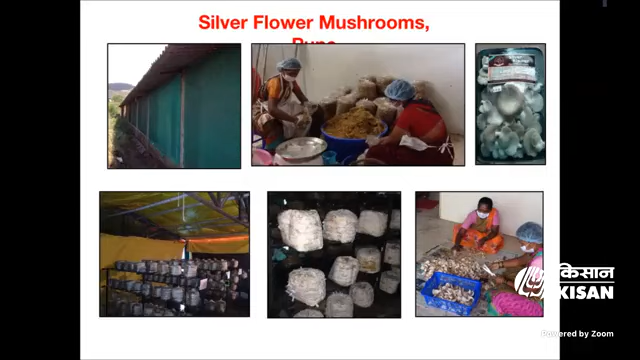 Silver Flower Mushrooms,
किसान
KISAN
Powered by Zoom